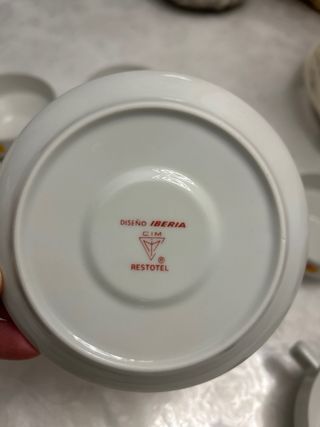 DISEÑO IBERIA
CIM
®
RESTOTEL